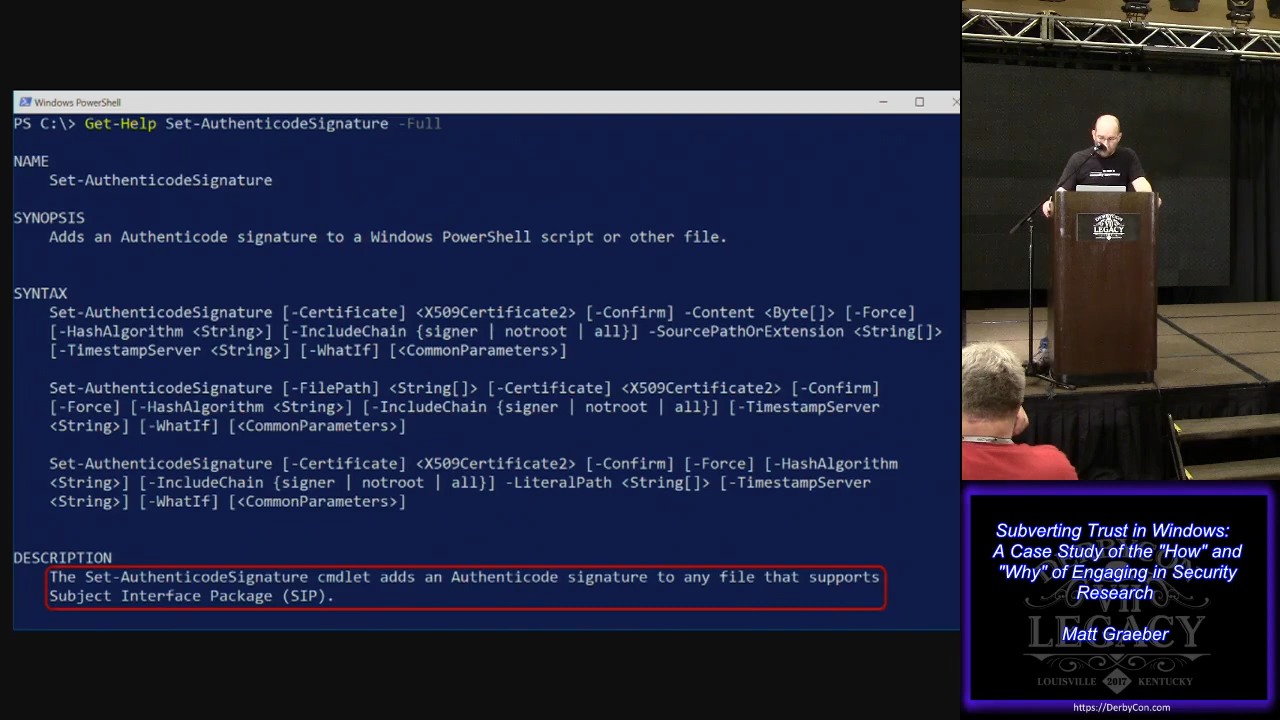 Windows PowerShell
PS C:\> Get-Help Set-AuthenticodeSignature -Full
NAME
Set-AuthenticodeSignature
SYNOPSIS
Adds an Authenticode signature to a Windows PowerShell script or other file.
SYNTAX
Set-AuthenticodeSignature [-Certificate] <X509Certificate2> [-Confirm] -Content <Byte[]> [-Force]
[-HashAlgorithm <String>] [-IncludeChain {signer | notroot | all}] -SourcePathOrExtension <String[]>
[-TimestampServer <String>] [-WhatIf] [<CommonParameters>]
Set-AuthenticodeSignature [-FilePath] <String[]> [-Certificate] <X509Certificate2> [-Confirm]
[-Force] [-HashAlgorithm <String>] [-IncludeChain {signer | notroot | all}] [-TimestampServer
<String>] [-WhatIf] [<CommonParameters>]
Set-AuthenticodeSignature [-Certificate] <X509Certificate2> [-Confirm] [-Force] [-HashAlgorithm
<String>] [-IncludeChain {signer | notroot | all}] -LiteralPath <String[]> [-TimestampServer
<String>] [-WhatIf] [<CommonParameters>]
DESCRIPTION
The Set-AuthenticodeSignature cmdlet adds an Authenticode signature to any file that supports
Subject Interface Package (SIP).
DERBYCON
LEGACY
Subverting Trust in Windows:
A Case Study of the "How" and
"Why" of Engaging in Security
Research
Matt Graeber
VII
LEGACY
LOUISVILLE 2017 KENTUCKY
https://DerbyCon.com